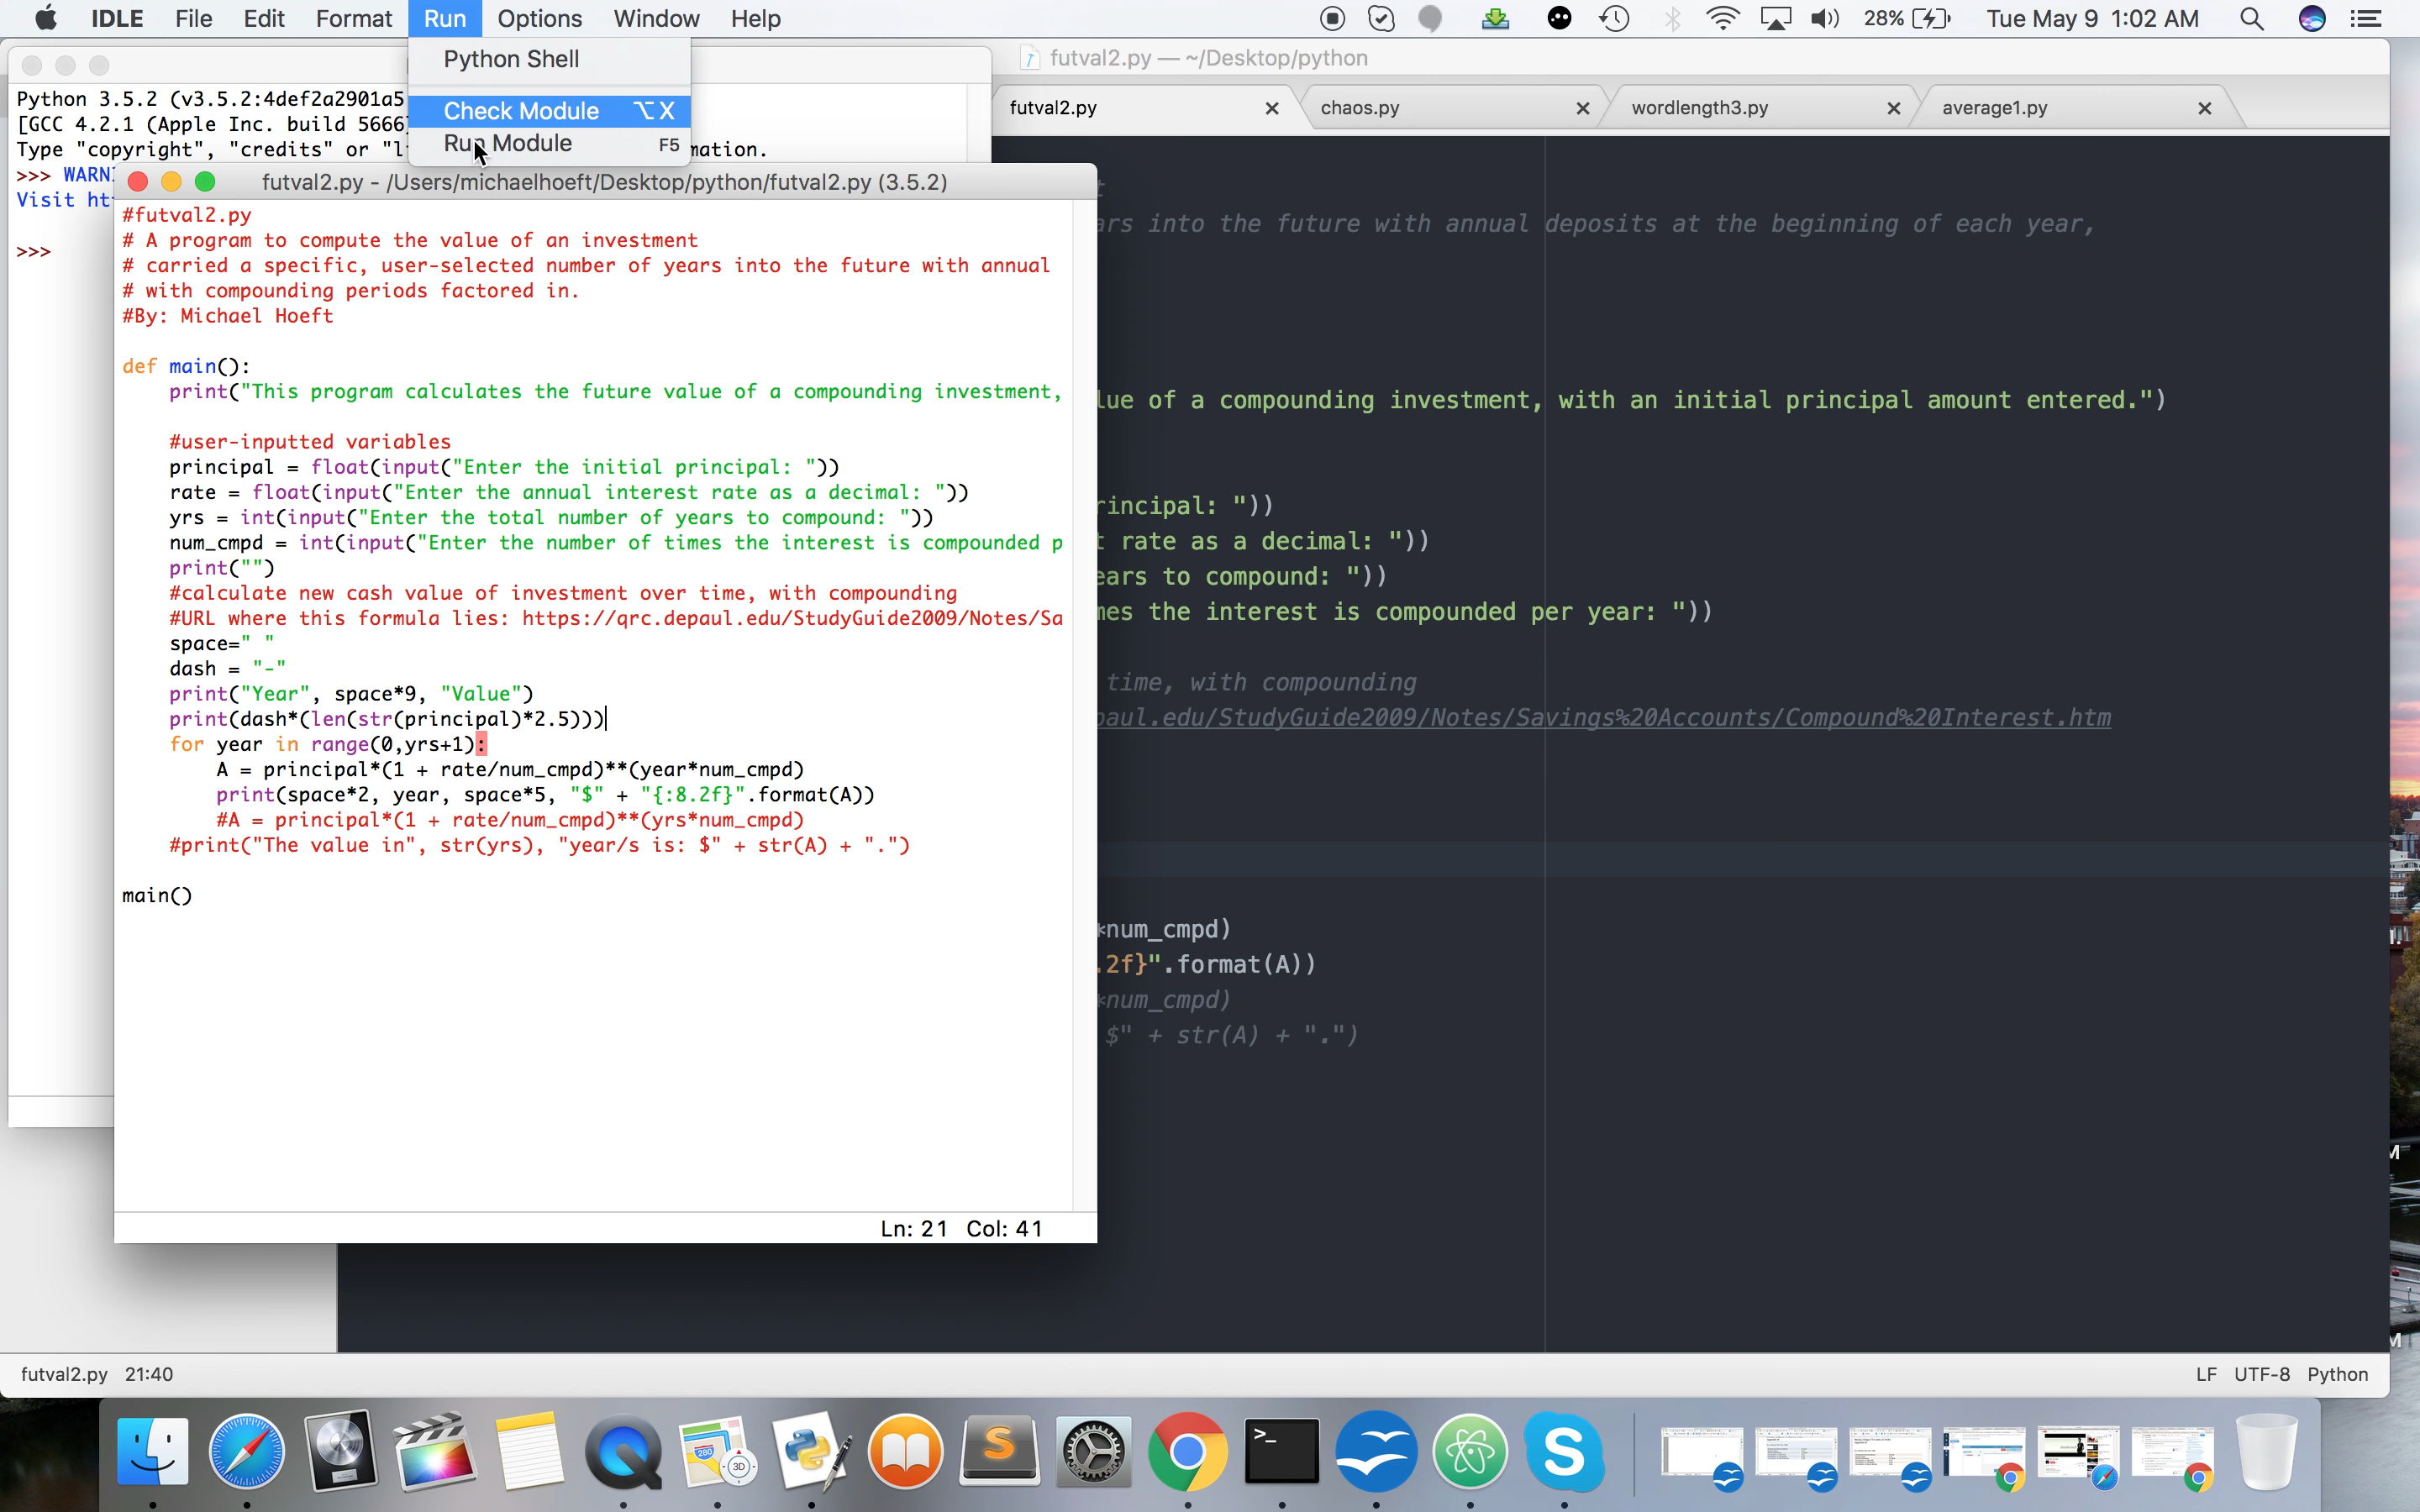 IDLE File Edit Format Run Options Window Help 28% Tue May 9 1:02 AM
Python Shell
Check Module ⌥X
Run Module F5
futval2.py — ~/Desktop/python
futval2.py chaos.py wordlength3.py average1.py
Python 3.5.2 (v3.5.2:4def2a2901a5
[GCC 4.2.1 (Apple Inc. build 5666)
Type "copyright", "credits" or "li mation.
>>> WARNI
Visit ht
>>>
futval2.py - /Users/michaelhoeft/Desktop/python/futval2.py (3.5.2)
#futval2.py
# A program to compute the value of an investment
# carried a specific, user-selected number of years into the future with annual
# with compounding periods factored in.
#By: Michael Hoeft
def main():
print("This program calculates the future value of a compounding investment,
#user-inputted variables
principal = float(input("Enter the initial principal: "))
rate = float(input("Enter the annual interest rate as a decimal: "))
yrs = int(input("Enter the total number of years to compound: "))
num_cmpd = int(input("Enter the number of times the interest is compounded p
print("")
#calculate new cash value of investment over time, with compounding
#URL where this formula lies: https://qrc.depaul.edu/StudyGuide2009/Notes/Sa
space=" "
dash = "-"
print("Year", space*9, "Value")
print(dash*(len(str(principal)*2.5)))
for year in range(0,yrs+1):
A = principal*(1 + rate/num_cmpd)**(year*num_cmpd)
print(space*2, year, space*5, "$" + "{:8.2f}".format(A))
#A = principal*(1 + rate/num_cmpd)**(yrs*num_cmpd)
#print("The value in", str(yrs), "year/s is: $" + str(A) + ".")
main()
Ln: 21 Col: 41
t
ars into the future with annual deposits at the beginning of each year,
lue of a compounding investment, with an initial principal amount entered.")
rincipal: "))
t rate as a decimal: "))
ears to compound: "))
mes the interest is compounded per year: "))
time, with compounding
paul.edu/StudyGuide2009/Notes/Savings%20Accounts/Compound%20Interest.htm
*num_cmpd)
.2f}".format(A))
*num_cmpd)
$" + str(A) + ".")
futval2.py 21:40 LF UTF-8 Python